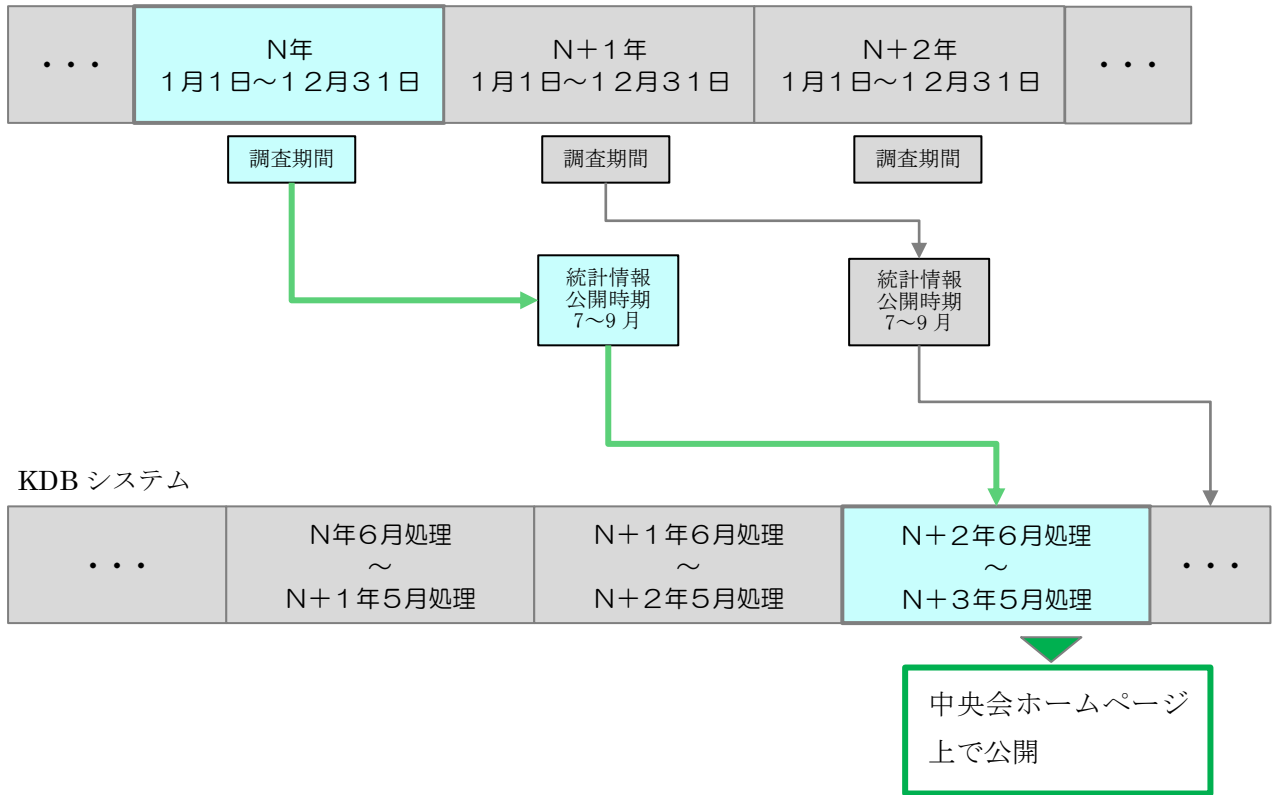 ・・・
N年
1月1日～12月31日
N＋1年
1月1日～12月31日
N＋2年
1月1日～12月31日
・・・
調査期間
調査期間
調査期間
統計情報
公開時期
7～9 月
統計情報
公開時期
7～9 月
KDB システム
・・・
N年6月処理
～
N＋1年5月処理
N＋1年6月処理
～
N＋2年5月処理
N＋2年6月処理
～
N＋3年5月処理
・・・
中央会ホームページ
上で公開